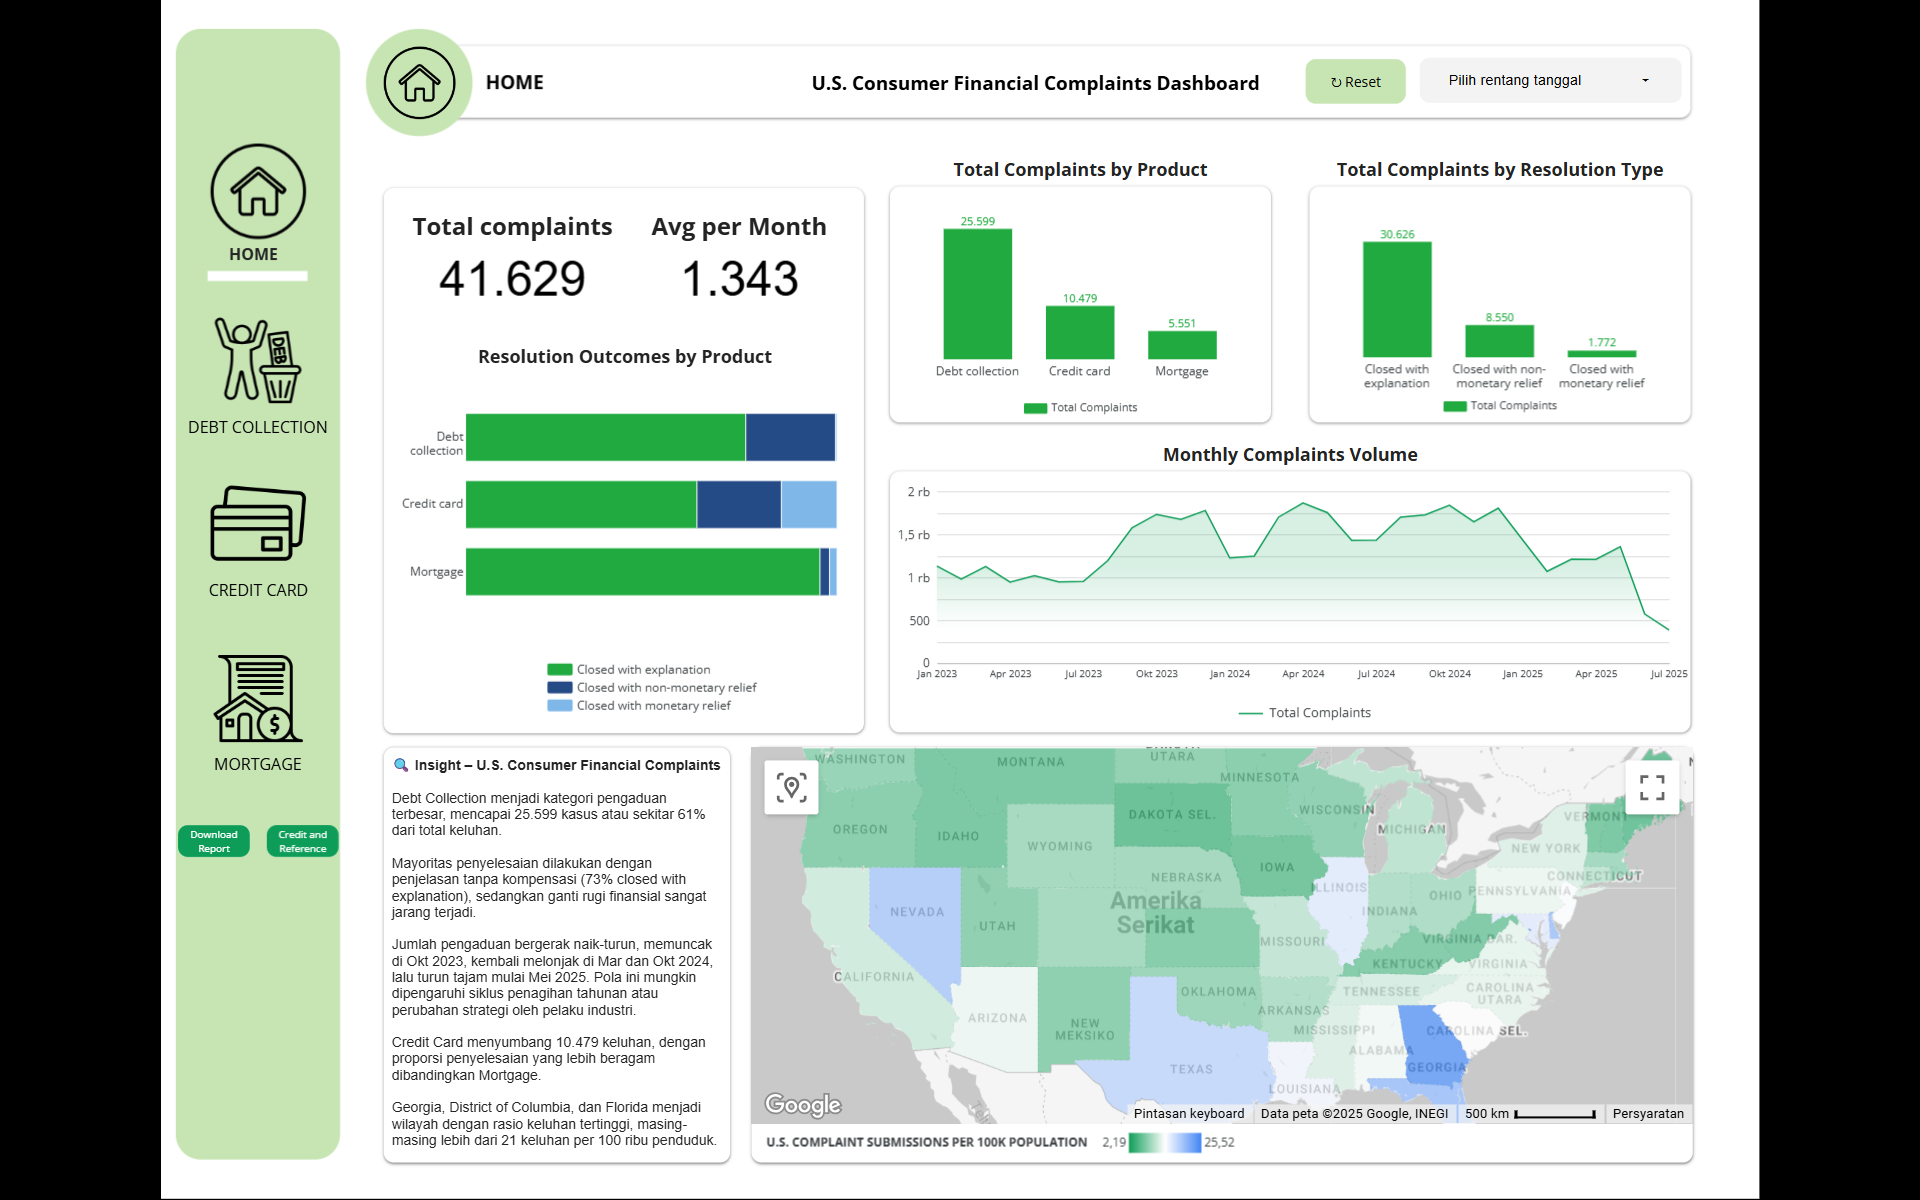 HOME
U.S. Consumer Financial Complaints Dashboard
↻ Reset
Pilih rentang tanggal
HOME
DEBT COLLECTION
CREDIT CARD
MORTGAGE
Download
Report
Credit and
Reference
DEBT
Total complaints
41.629
Avg per Month
1.343
Resolution Outcomes by Product
Debt
collection
Credit card
Mortgage
Closed with explanation
Closed with non-monetary relief
Closed with monetary relief
Total Complaints by Product
25.599
10.479
5.551
Debt collection
Credit card
Mortgage
Total Complaints
Total Complaints by Resolution Type
30.626
8.550
1.772
Closed with
explanation
Closed with non-
monetary relief
Closed with
monetary relief
Total Complaints
Monthly Complaints Volume
2 rb
1,5 rb
1 rb
500
0
Jan 2023
Apr 2023
Jul 2023
Okt 2023
Jan 2024
Apr 2024
Jul 2024
Okt 2024
Jan 2025
Apr 2025
Jul 2025
Total Complaints
Insight – U.S. Consumer Financial Complaints
Debt Collection menjadi kategori pengaduan
terbesar, mencapai 25.599 kasus atau sekitar 61%
dari total keluhan.
Mayoritas penyelesaian dilakukan dengan
penjelasan tanpa kompensasi (73% closed with
explanation), sedangkan ganti rugi finansial sangat
jarang terjadi.
Jumlah pengaduan bergerak naik-turun, memuncak
di Okt 2023, kembali melonjak di Mar dan Okt 2024,
lalu turun tajam mulai Mei 2025. Pola ini mungkin
dipengaruhi siklus penagihan tahunan atau
perubahan strategi oleh pelaku industri.
Credit Card menyumbang 10.479 keluhan, dengan
proporsi penyelesaian yang lebih beragam
dibandingkan Mortgage.
Georgia, District of Columbia, dan Florida menjadi
wilayah dengan rasio keluhan tertinggi, masing-
masing lebih dari 21 keluhan per 100 ribu penduduk.
WASHINGTON
MONTANA
UTARA
MINNESOTA
OREGON
IDAHO
DAKOTA SEL.
WISCONSIN
MICHIGAN
VERMONT
WYOMING
NEW YORK
IOWA
NEBRASKA
CONNECTICUT
ILLINOIS
OHIO
PENNSYLVANIA
NEVADA
UTAH
Amerika
Serikat
INDIANA
MISSOURI
VIRGINIA BAR.
CALIFORNIA
KENTUCKY
VIRGINIA
OKLAHOMA
TENNESSEE
CAROLINA
UTARA
ARIZONA
NEW
MEKSIKO
ARKANSAS
MISSISSIPPI
CAROLINA SEL.
ALABAMA
TEXAS
GEORGIA
LOUISIANA
Google
Pintasan keyboard
Data peta ©2025 Google, INEGI
500 km
Persyaratan
U.S. COMPLAINT SUBMISSIONS PER 100K POPULATION
2,19
25,52